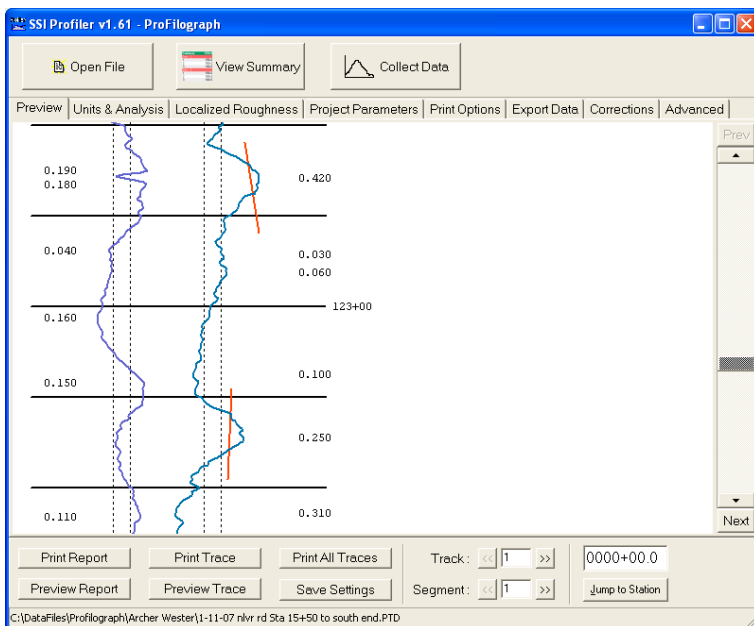 SSI Profiler v1.61 - ProFilograph
Open File
View Summary
Collect Data
Preview Units & Analysis Localized Roughness Project Parameters Print Options Export Data Corrections Advanced
Prev
0.190
0.180
0.420
0.040
0.030
0.060
123+00
0.160
0.100
0.150
0.250
0.110
0.310
Next
Print Report Print Trace Print All Traces Track: << 1 >> 0000+00.0
Preview Report Preview Trace Save Settings Segment: << 1 >> Jump to Station
C:\DataFiles\Profilograph\Archer Wester\1-11-07 nlvr rd Sta 15+50 to south end.PTD